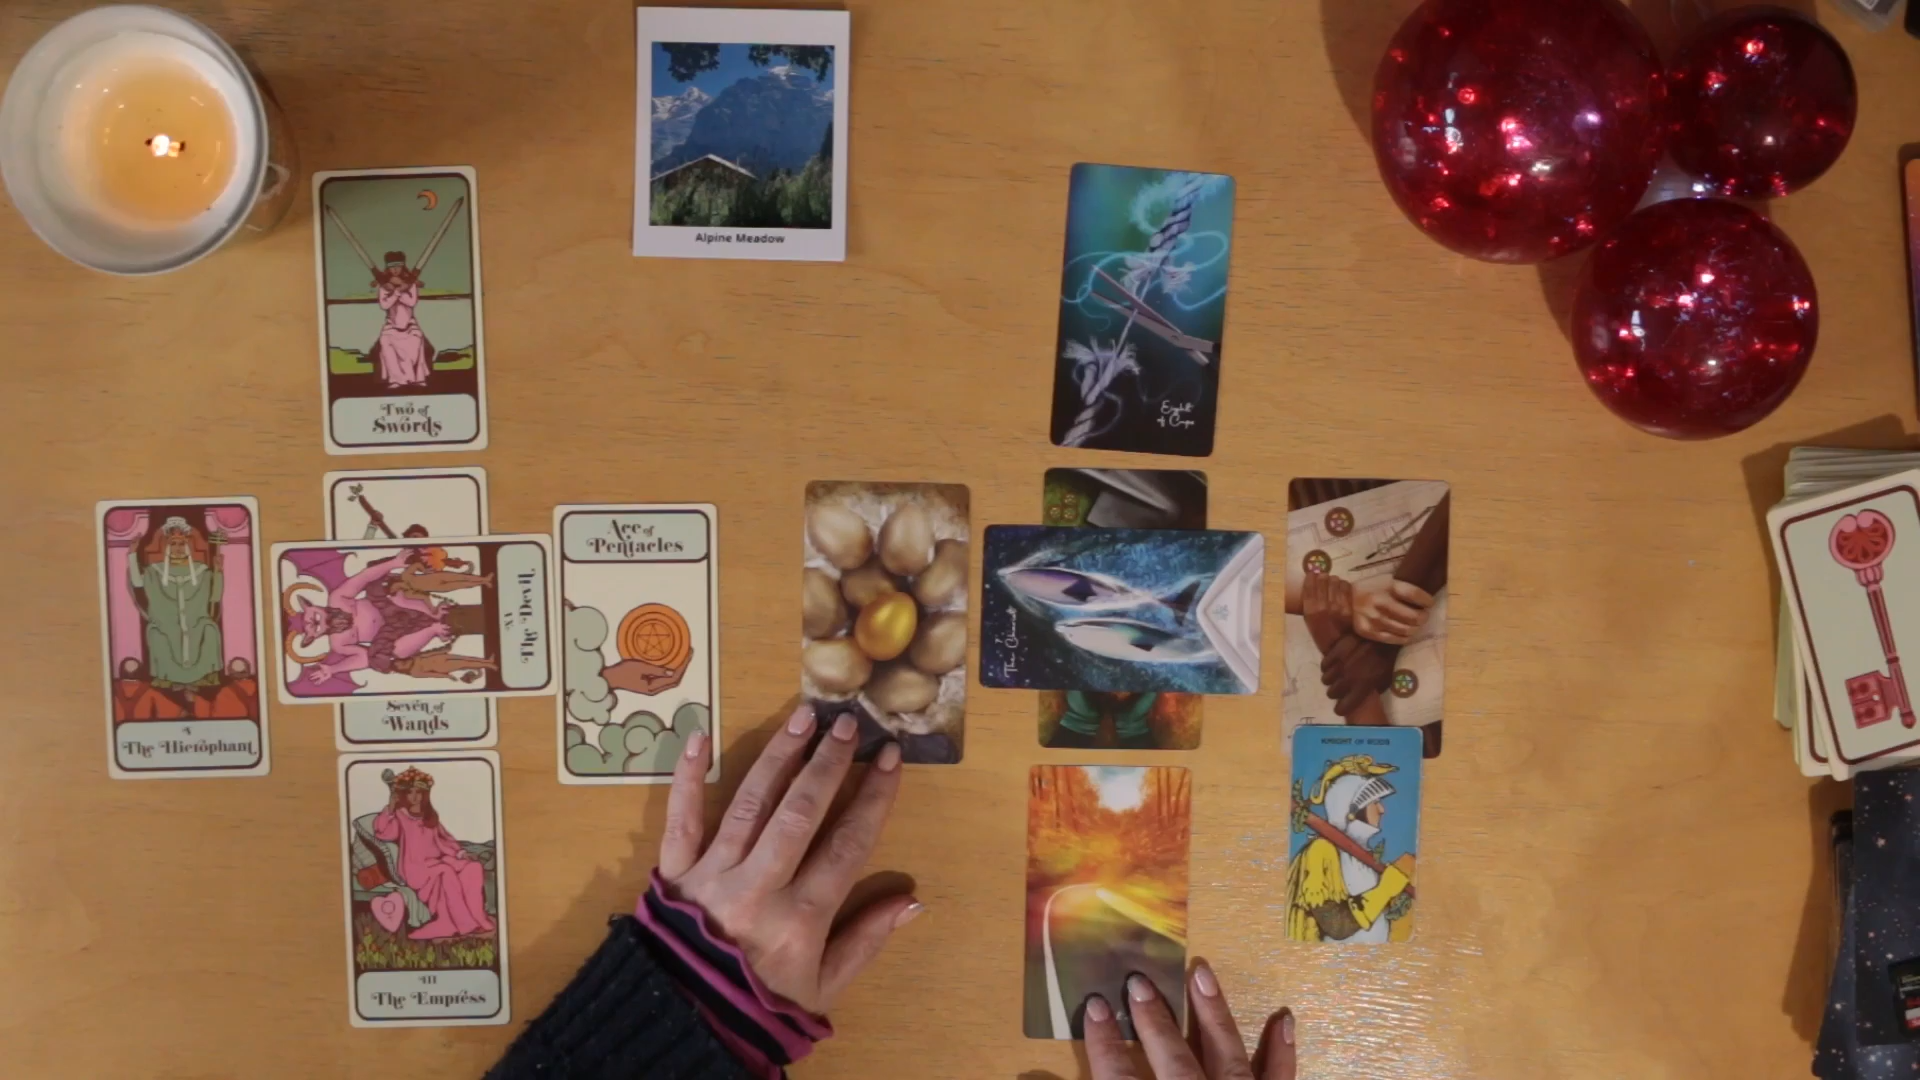 Alpine Meadow
Two of
Swords
Eight
of Cups
Ace of
Pentacles
The Chariot
XV
The Devil
Seven of
Wands
V
The Hierophant
KNIGHT OF RODS
III
The Empress